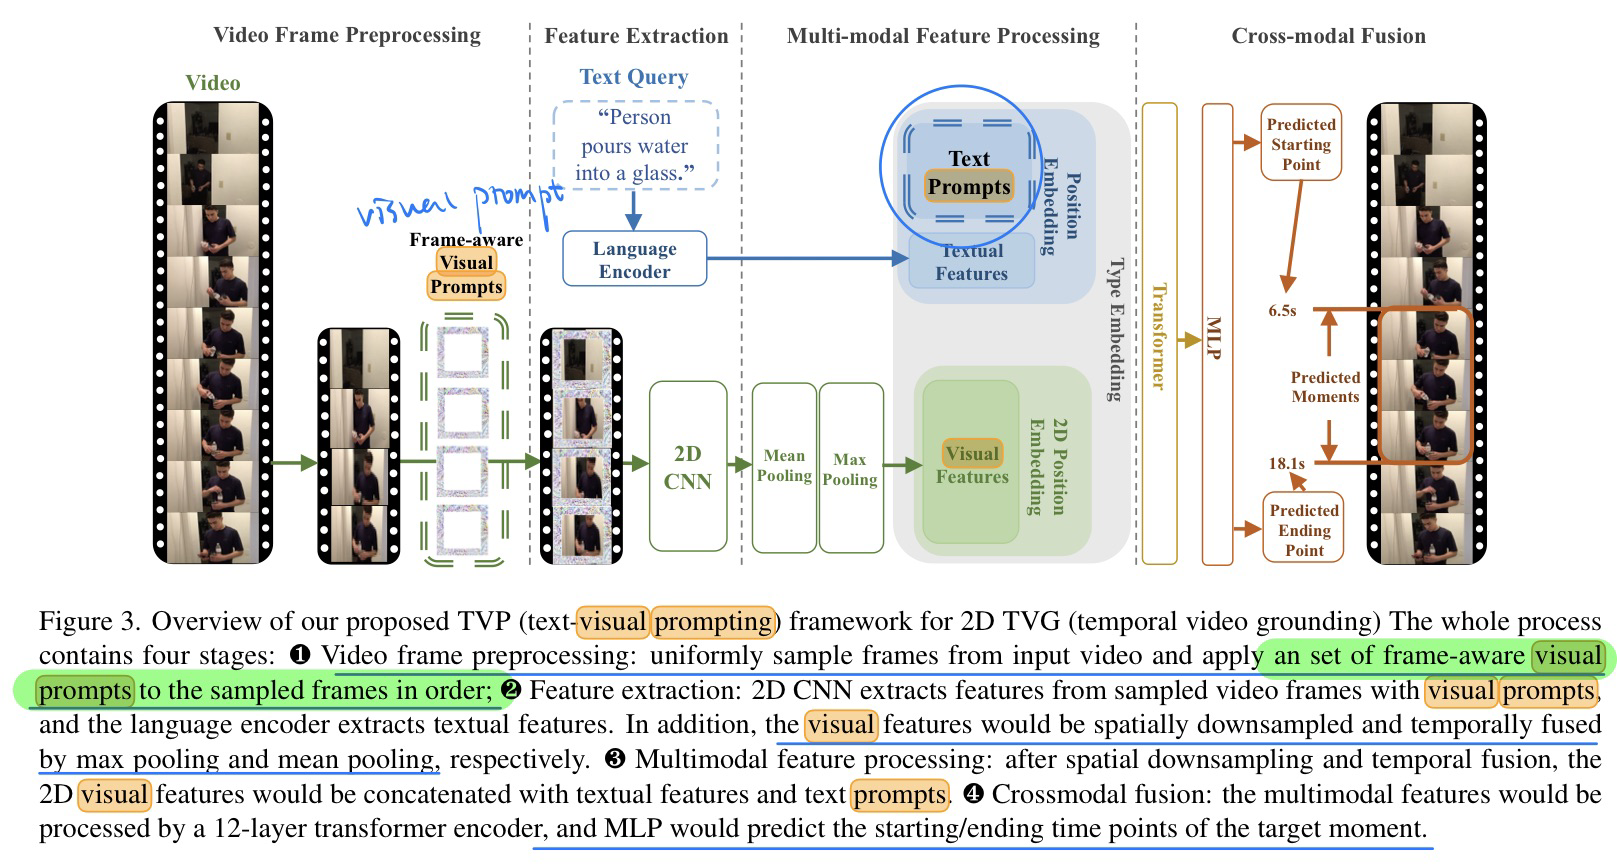 Video Frame Preprocessing
Feature Extraction
Multi-modal Feature Processing
Cross-modal Fusion
Video
visual prompt
Frame-aware
Visual
Prompts
Text Query
“Person
pours water
into a glass.”
Language
Encoder
2D
CNN
Mean
Pooling
Max
Pooling
Text
Prompts
Textual
Features
Position
Embedding
Visual
Features
2D Position
Embedding
Type Embedding
Transformer
MLP
Predicted
Starting
Point
6.5s
Predicted
Moments
18.1s
Predicted
Ending
Point
Figure 3. Overview of our proposed TVP (text-visual prompting) framework for 2D TVG (temporal video grounding) The whole process
contains four stages: ❶ Video frame preprocessing: uniformly sample frames from input video and apply an set of frame-aware visual
prompts to the sampled frames in order; ❷ Feature extraction: 2D CNN extracts features from sampled video frames with visual prompts,
and the language encoder extracts textual features. In addition, the visual features would be spatially downsampled and temporally fused
by max pooling and mean pooling, respectively. ❸ Multimodal feature processing: after spatial downsampling and temporal fusion, the
2D visual features would be concatenated with textual features and text prompts. ❹ Crossmodal fusion: the multimodal features would be
processed by a 12-layer transformer encoder, and MLP would predict the starting/ending time points of the target moment.